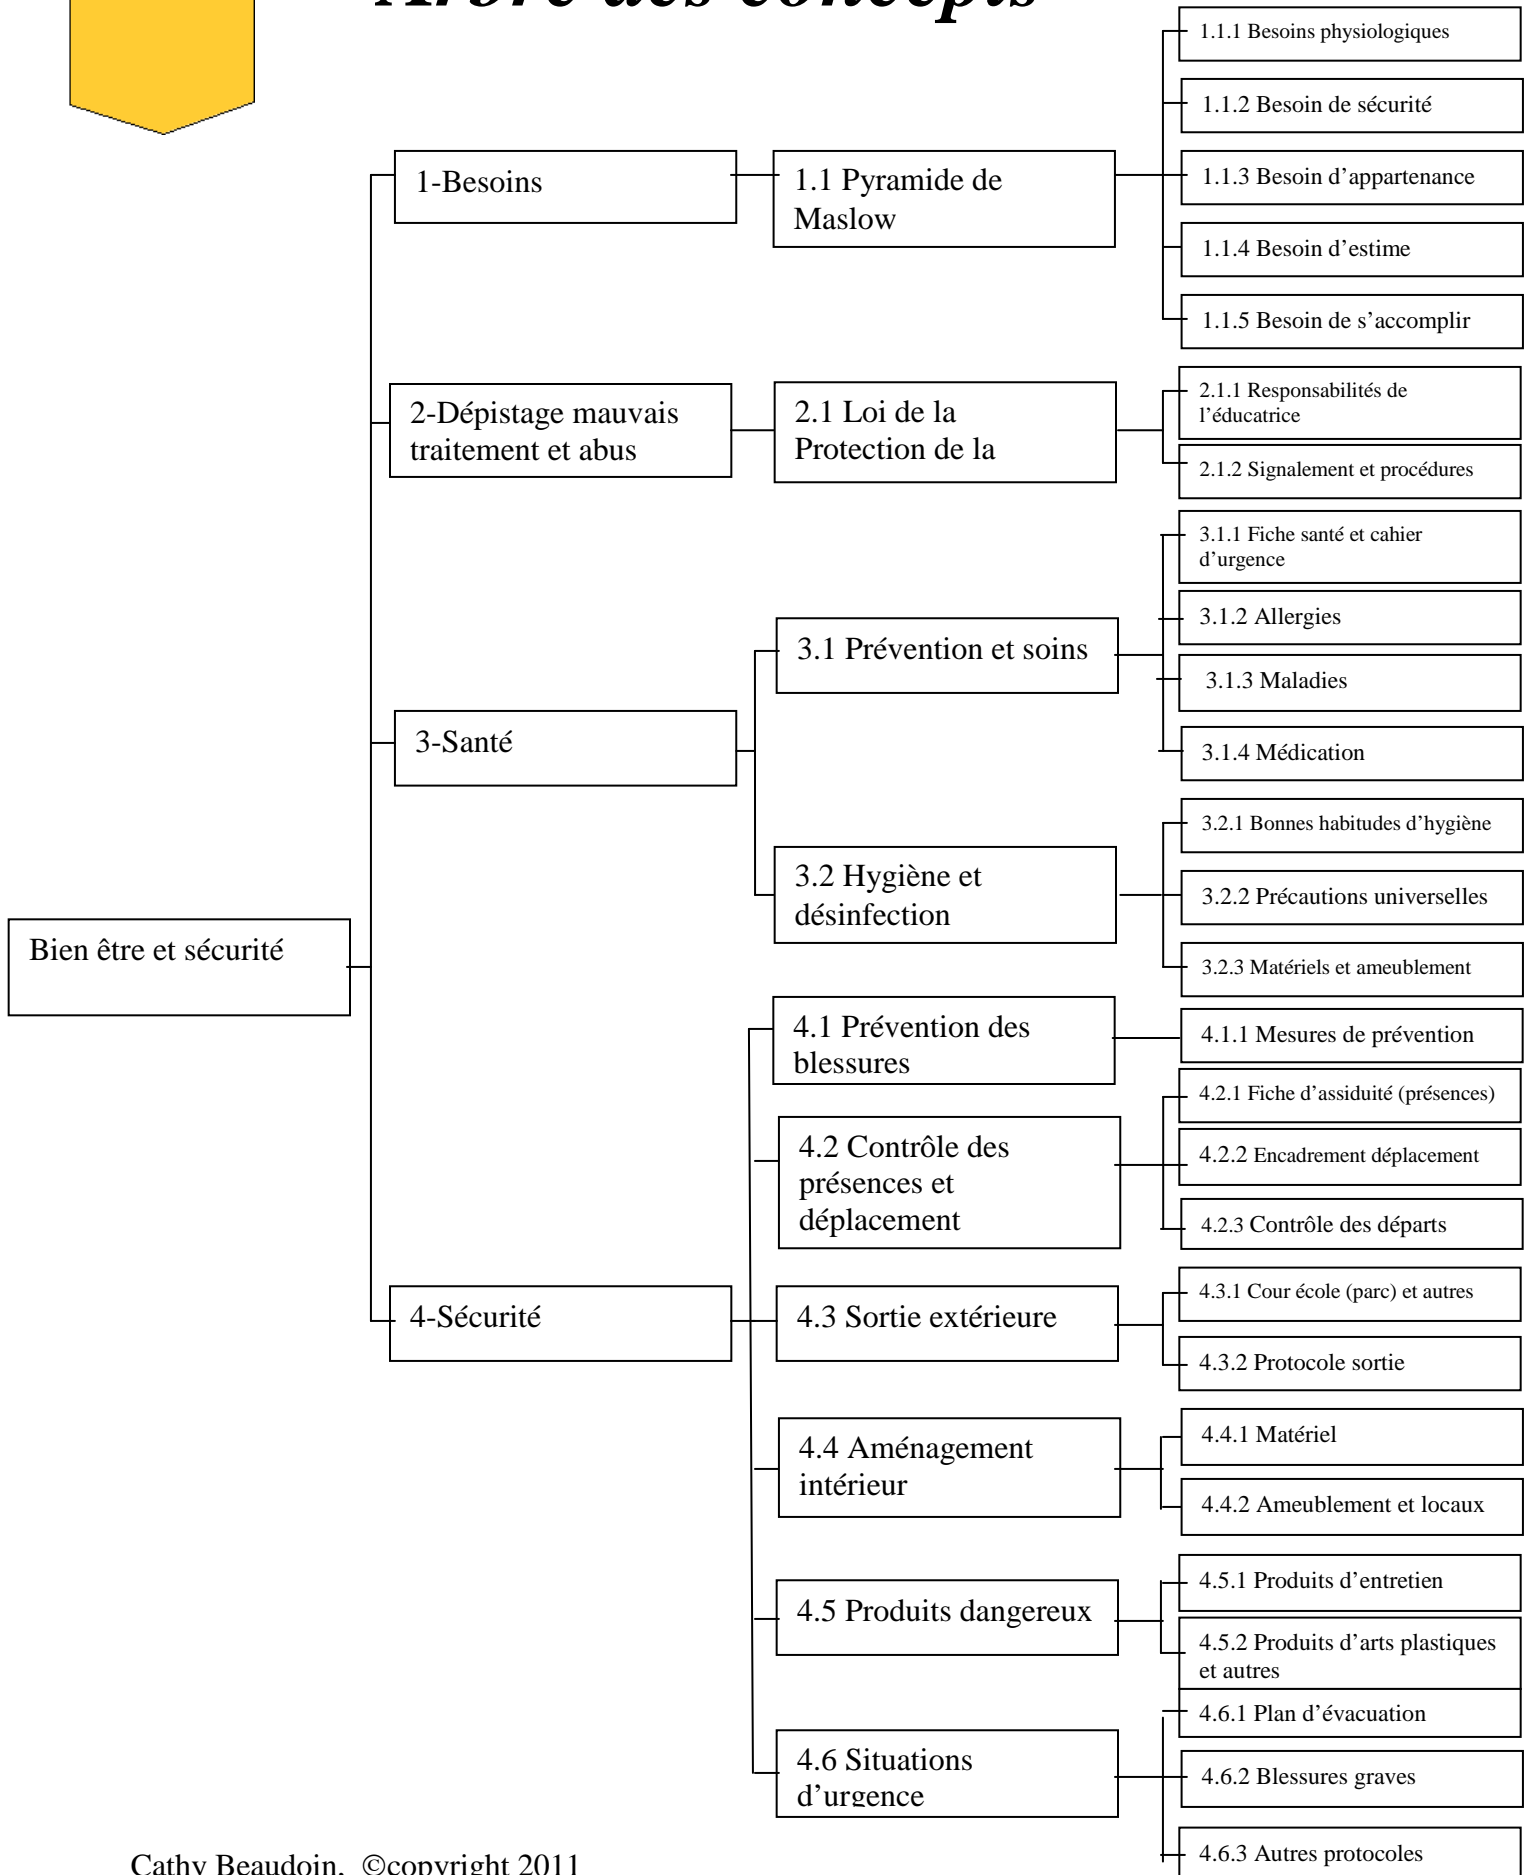 Arbre des concepts
Bien être et sécurité
1-Besoins
1.1 Pyramide de
Maslow
1.1.1 Besoins physiologiques
1.1.2 Besoin de sécurité
1.1.3 Besoin d’appartenance
1.1.4 Besoin d’estime
1.1.5 Besoin de s’accomplir
2-Dépistage mauvais
traitement et abus
2.1 Loi de la
Protection de la
2.1.1 Responsabilités de
l’éducatrice
2.1.2 Signalement et procédures
3-Santé
3.1 Prévention et soins
3.1.1 Fiche santé et cahier
d’urgence
3.1.2 Allergies
3.1.3 Maladies
3.1.4 Médication
3.2 Hygiène et
désinfection
3.2.1 Bonnes habitudes d’hygiène
3.2.2 Précautions universelles
3.2.3 Matériels et ameublement
4-Sécurité
4.1 Prévention des
blessures
4.1.1 Mesures de prévention
4.2 Contrôle des
présences et
déplacement
4.2.1 Fiche d’assiduité (présences)
4.2.2 Encadrement déplacement
4.2.3 Contrôle des départs
4.3 Sortie extérieure
4.3.1 Cour école (parc) et autres
4.3.2 Protocole sortie
4.4 Aménagement
intérieur
4.4.1 Matériel
4.4.2 Ameublement et locaux
4.5 Produits dangereux
4.5.1 Produits d’entretien
4.5.2 Produits d’arts plastiques
et autres
4.6 Situations
d’urgence
4.6.1 Plan d’évacuation
4.6.2 Blessures graves
4.6.3 Autres protocoles
Cathy Beaudoin, ©copyright 2011